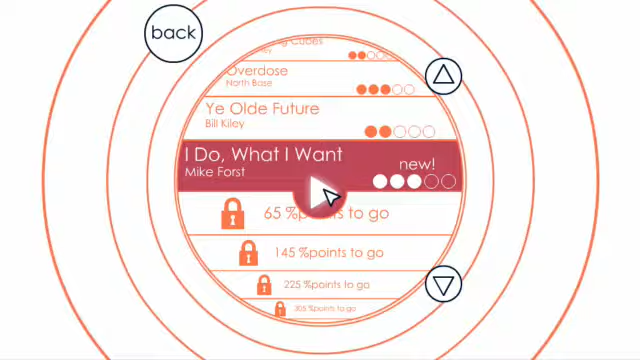 back
Cubes
Overdose
North Base
Ye Olde Future
Bill Kiley
I Do, What I Want
Mike Forst
new!
65 %points to go
145 %points to go
225 %points to go
305 %points to go